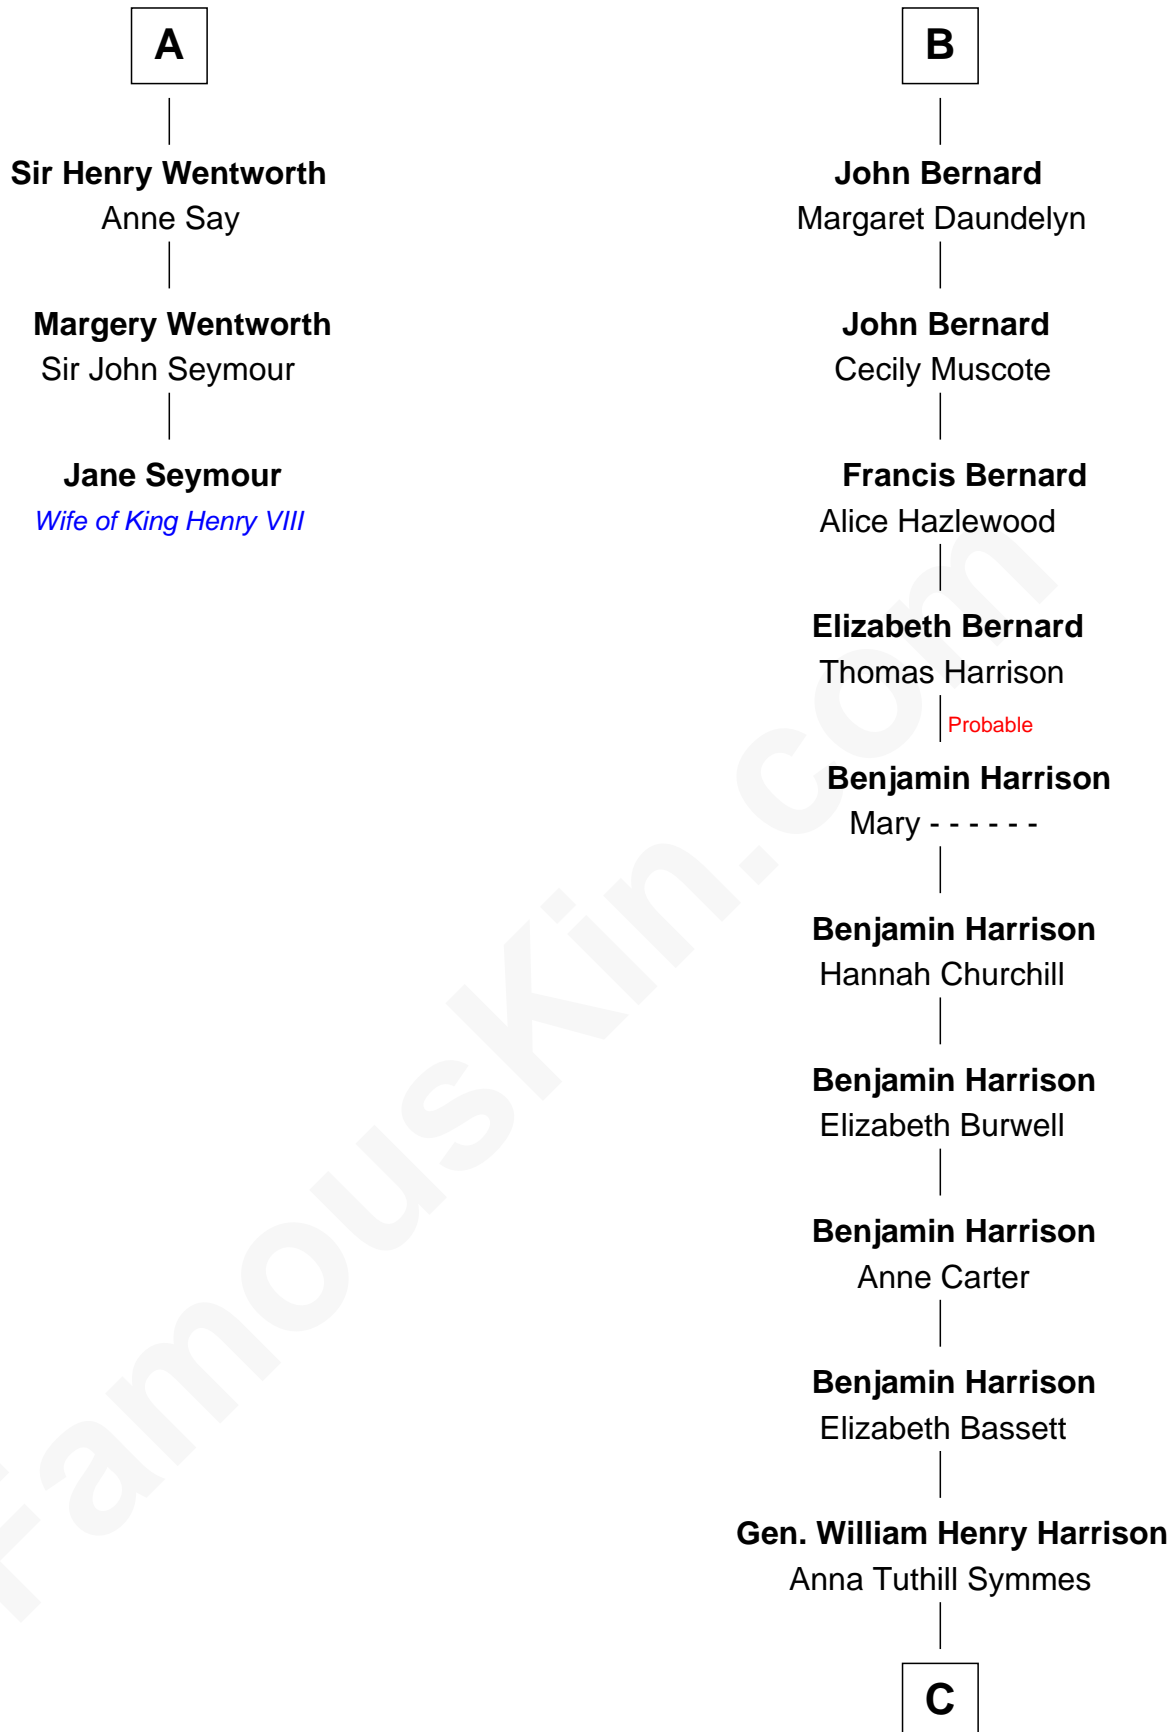 A
Sir Henry Wentworth
Anne Say
Margery Wentworth
Sir John Seymour
Jane Seymour
Wife of King Henry VIII
B
John Bernard
Margaret Daundelyn
John Bernard
Cecily Muscote
Francis Bernard
Alice Hazlewood
Elizabeth Bernard
Thomas Harrison
Probable
Benjamin Harrison
Mary - - - - - -
Benjamin Harrison
Hannah Churchill
Benjamin Harrison
Elizabeth Burwell
Benjamin Harrison
Anne Carter
Benjamin Harrison
Elizabeth Bassett
Gen. William Henry Harrison
Anna Tuthill Symmes
C
FamousKin.com